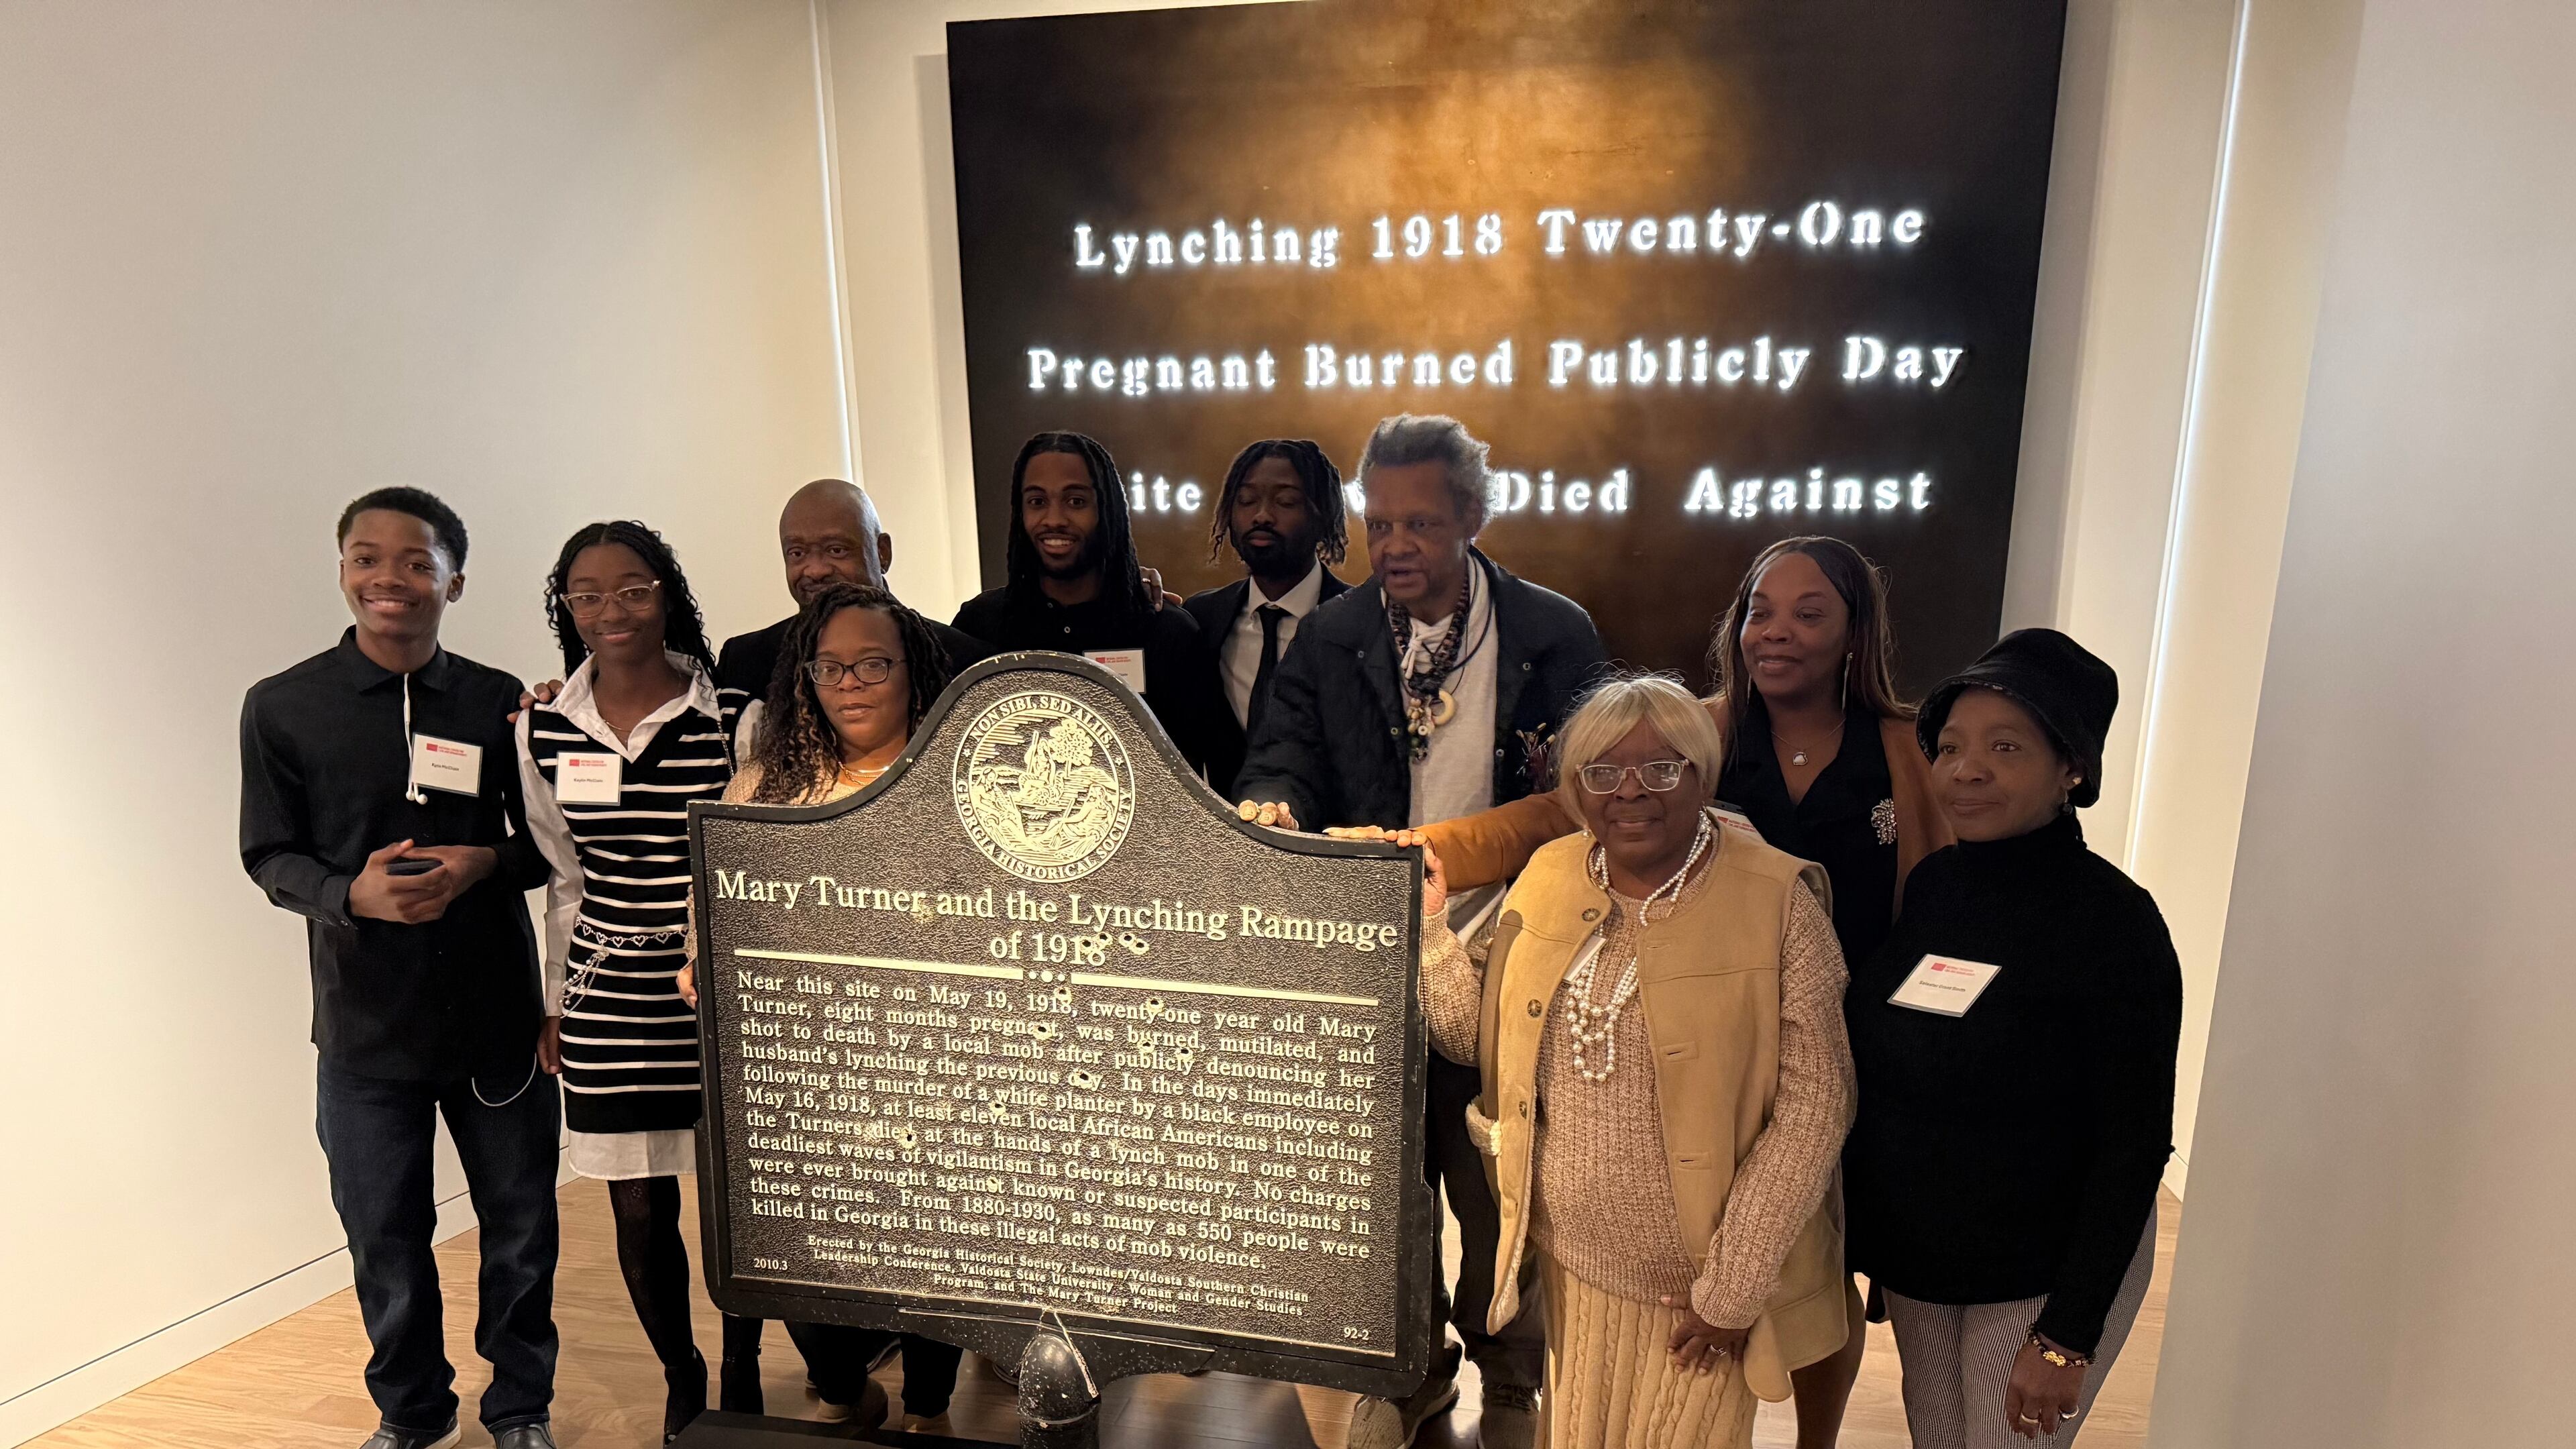 Lynching 1918 Twenty-One
Pregnant Burned Publicly Day
Died Against
NON SIBI, SED ALIIS
GEORGIA HISTORICAL SOCIETY
Mary Turner and the Lynching Rampage
of 1918
Near this site on May 19, 1918, twenty-one year old Mary
Turner, eight months pregnant, was burned, mutilated, and
shot to death by a local mob after publicly denouncing her
husband's lynching the previous day. In the days immediately
following the murder of a white planter by a black employee on
May 16, 1918, at least eleven local African Americans including
the Turners died at the hands of a lynch mob in one of the
deadliest waves of vigilantism in Georgia's history. No charges
were ever brought against known or suspected participants in
these crimes. From 1880-1930, as many as 550 people were
killed in Georgia in these illegal acts of mob violence.
Erected by the Georgia Historical Society, Lowndes/Valdosta Southern Christian
Leadership Conference, Valdosta State University - Woman and Gender Studies
Program, and The Mary Turner Project
2010.3
92-2